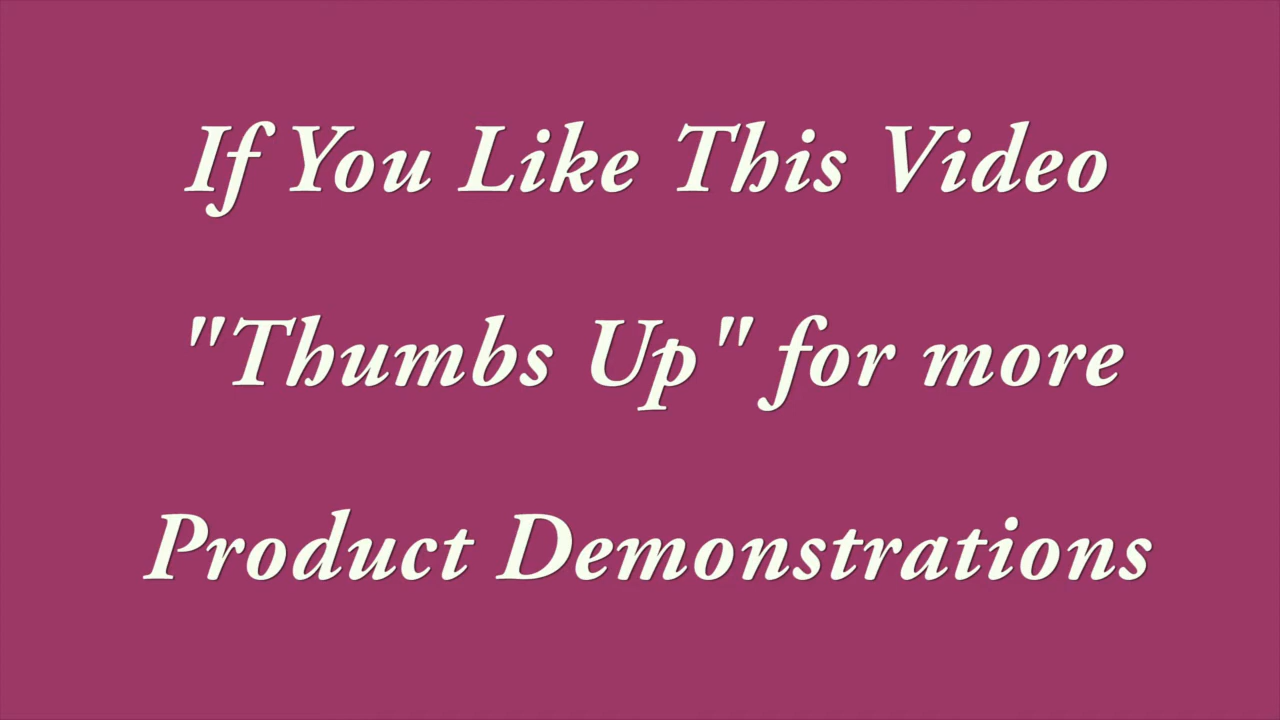 If You Like This Video
"Thumbs Up" for more
Product Demonstrations